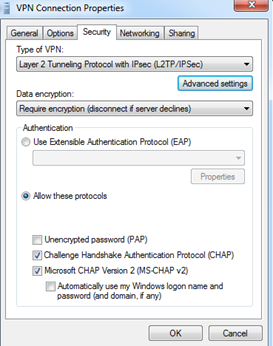 VPN Connection Properties
General Options Security Networking Sharing
Type of VPN:
Layer 2 Tunneling Protocol with IPsec (L2TP/IPSec)
Advanced settings
Data encryption:
Require encryption (disconnect if server declines)
Authentication
Use Extensible Authentication Protocol (EAP)
Properties
Allow these protocols
Unencrypted password (PAP)
Challenge Handshake Authentication Protocol (CHAP)
Microsoft CHAP Version 2 (MS-CHAP v2)
Automatically use my Windows logon name and
password (and domain, if any)
OK Cancel